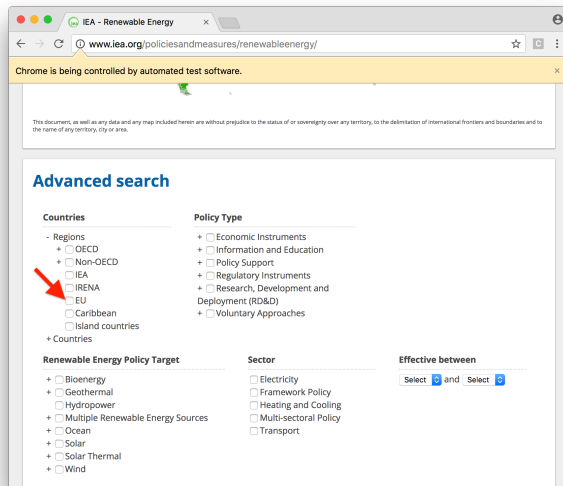 IEA - Renewable Energy ×
www.iea.org/policiesandmeasures/renewableenergy/
C
Chrome is being controlled by automated test software. ×
This document, as well as any data and any map included herein are without prejudice to the status of or sovereignty over any territory, to the delimitation of international frontiers and boundaries and to
the name of any territory, city or area.
Advanced search
Countries
- Regions
+ OECD
+ Non-OECD
IEA
IRENA
EU
Caribbean
Island countries
+ Countries
Policy Type
+ Economic Instruments
+ Information and Education
+ Policy Support
+ Regulatory Instruments
+ Research, Development and
Deployment (RD&D)
+ Voluntary Approaches
Renewable Energy Policy Target
+ Bioenergy
+ Geothermal
Hydropower
+ Multiple Renewable Energy Sources
+ Ocean
+ Solar
+ Solar Thermal
+ Wind
Sector
Electricity
Framework Policy
Heating and Cooling
Multi-sectoral Policy
Transport
Effective between
Select and Select